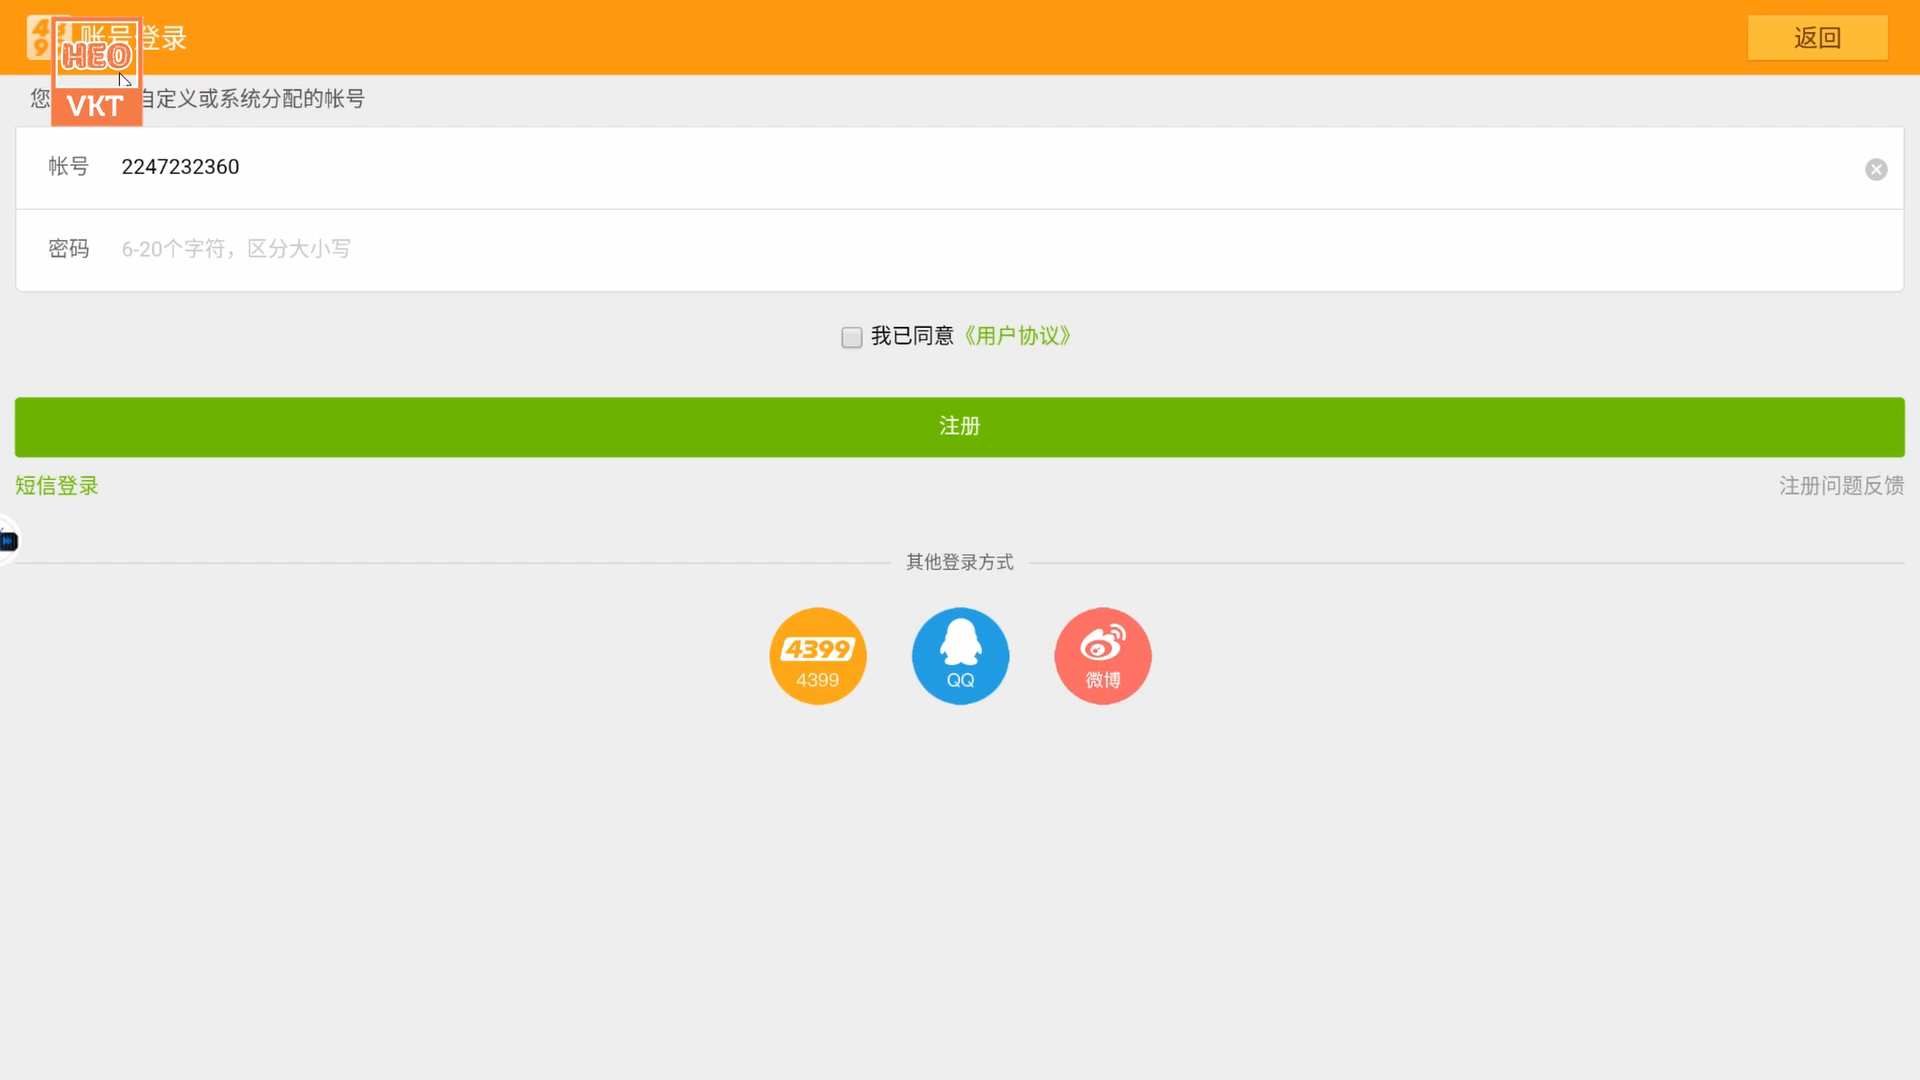 账号登录
返回
HEO
VKT
您 自定义或系统分配的帐号
帐号 2247232360
密码 6-20个字符，区分大小写
我已同意《用户协议》
注册
短信登录
注册问题反馈
其他登录方式
4399
4399
QQ
微博